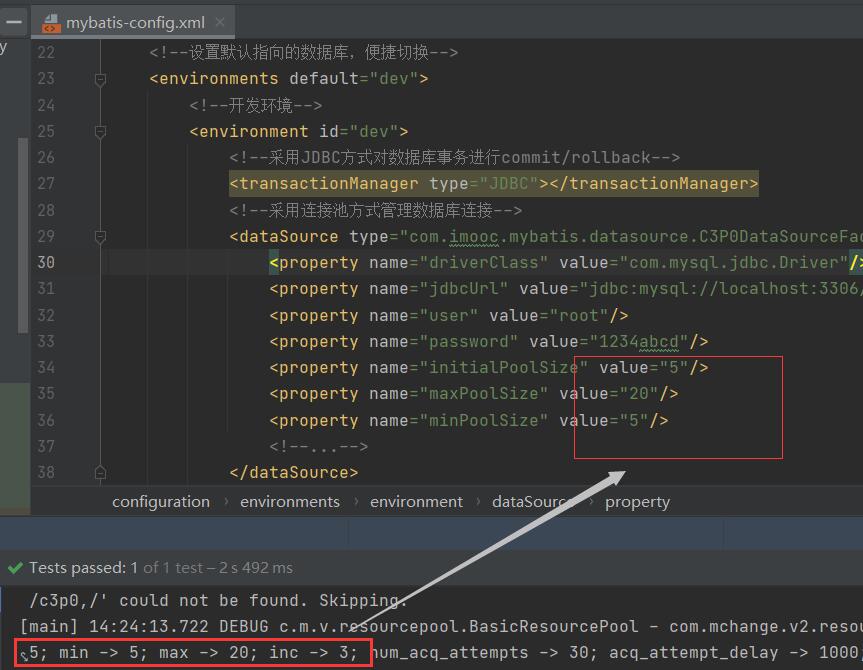 mybatis-config.xml
y
22 <!--设置默认指向的数据库，便捷切换-->
23 <environments default="dev">
24 <!--开发环境-->
25 <environment id="dev">
26 <!--采用JDBC方式对数据库事务进行commit/rollback-->
27 <transactionManager type="JDBC"></transactionManager>
28 <!--采用连接池方式管理数据库连接-->
29 <dataSource type="com.imooc.mybatis.datasource.C3P0DataSourceFac
30 <property name="driverClass" value="com.mysql.jdbc.Driver"/>
31 <property name="jdbcUrl" value="jdbc:mysql://localhost:3306/
32 <property name="user" value="root"/>
33 <property name="password" value="1234abcd"/>
34 <property name="initialPoolSize" value="5"/>
35 <property name="maxPoolSize" value="20"/>
36 <property name="minPoolSize" value="5"/>
37 <!--...-->
38 </dataSource>
configuration › environments › environment › dataSource › property
Tests passed: 1 of 1 test – 2 s 492 ms
/c3p0,/' could not be found. Skipping.
[main] 14:24:13.722 DEBUG c.m.v.resourcepool.BasicResourcePool - com.mchange.v2.resou
5; min -> 5; max -> 20; inc -> 3; num_acq_attempts -> 30; acq_attempt_delay -> 1000